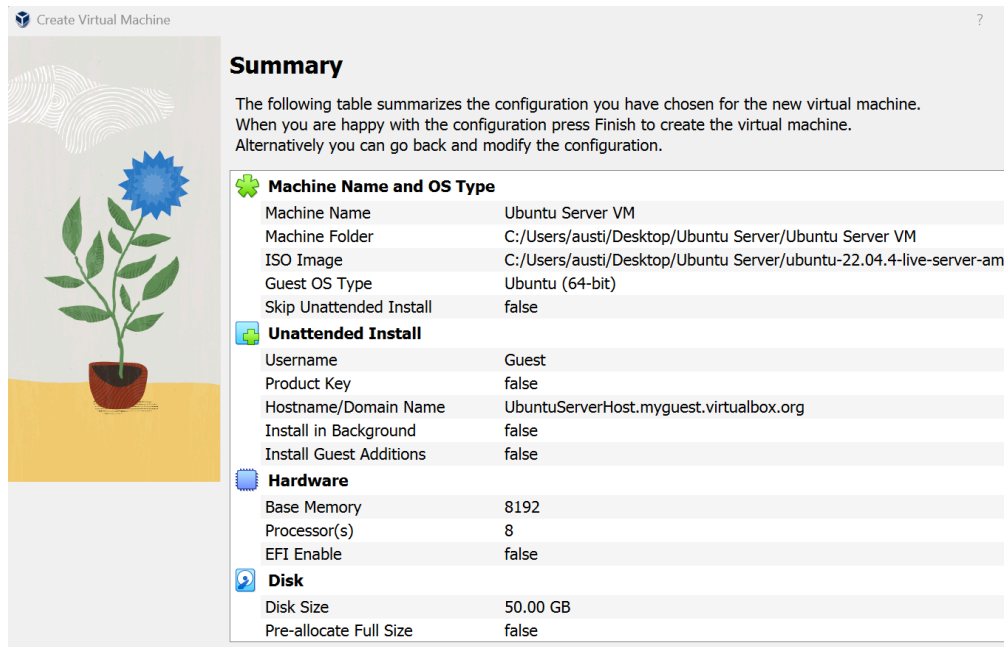 Create Virtual Machine
?
Summary
The following table summarizes the configuration you have chosen for the new virtual machine.
When you are happy with the configuration press Finish to create the virtual machine.
Alternatively you can go back and modify the configuration.
Machine Name and OS Type
Machine Name Ubuntu Server VM
Machine Folder C:/Users/austi/Desktop/Ubuntu Server/Ubuntu Server VM
ISO Image C:/Users/austi/Desktop/Ubuntu Server/ubuntu-22.04.4-live-server-am
Guest OS Type Ubuntu (64-bit)
Skip Unattended Install false
Unattended Install
Username Guest
Product Key false
Hostname/Domain Name UbuntuServerHost.myguest.virtualbox.org
Install in Background false
Install Guest Additions false
Hardware
Base Memory 8192
Processor(s) 8
EFI Enable false
Disk
Disk Size 50.00 GB
Pre-allocate Full Size false